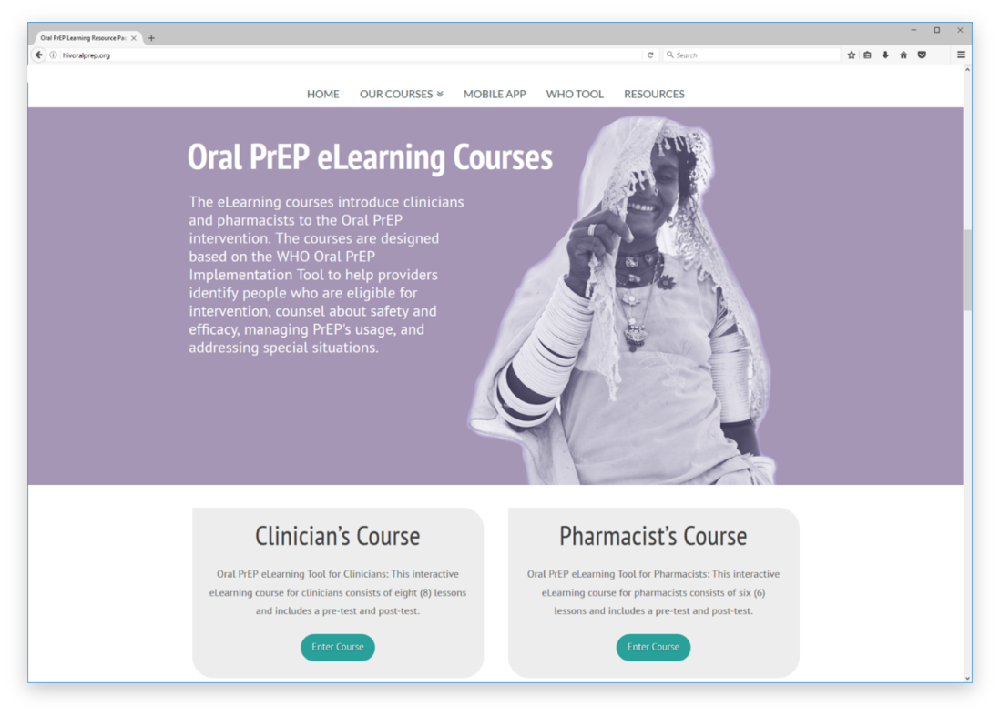 Oral PrEP Learning Resource Pac
hivoralprep.org
Search
HOME OUR COURSES MOBILE APP WHO TOOL RESOURCES
Oral PrEP eLearning Courses
The eLearning courses introduce clinicians
and pharmacists to the Oral PrEP
intervention. The courses are designed
based on the WHO Oral PrEP
Implementation Tool to help providers
identify people who are eligible for
intervention, counsel about safety and
efficacy, managing PrEP's usage, and
addressing special situations.
Clinician's Course
Oral PrEP eLearning Tool for Clinicians: This interactive
eLearning course for clinicians consists of eight (8) lessons
and includes a pre-test and post-test.
Enter Course
Pharmacist's Course
Oral PrEP eLearning Tool for Pharmacists: This interactive
eLearning course for pharmacists consists of six (6)
lessons and includes a pre-test and post-test.
Enter Course